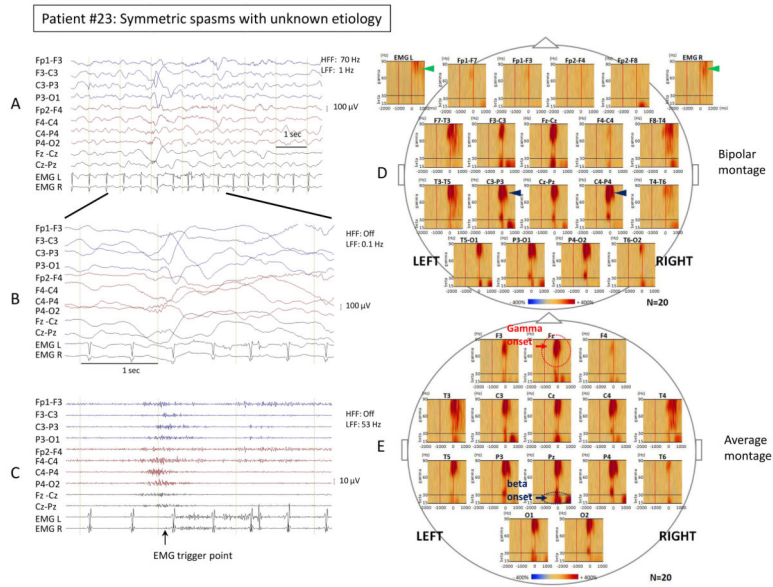 Patient #23: Symmetric spasms with unknown etiology
A
Fp1-F3
F3-C3
C3-P3
P3-O1
Fp2-F4
F4-C4
C4-P4
P4-O2
Fz -Cz
Cz-Pz
EMG L
EMG R
HFF: 70 Hz
LFF: 1 Hz
100 µV
1 sec
B
Fp1-F3
F3-C3
C3-P3
P3-O1
Fp2-F4
F4-C4
C4-P4
P4-O2
Fz -Cz
Cz-Pz
EMG L
EMG R
HFF: Off
LFF: 0.1 Hz
100 µV
1 sec
C
Fp1-F3
F3-C3
C3-P3
P3-O1
Fp2-F4
F4-C4
C4-P4
P4-O2
Fz -Cz
Cz-Pz
EMG L
EMG R
HFF: Off
LFF: 53 Hz
10 µV
EMG trigger point
D
EMG L
Fp1-F7
Fp1-F3
Fp2-F4
Fp2-F8
EMG R
F7-T3
F3-C3
Fz-Cz
F4-C4
F8-T4
T3-T5
C3-P3
Cz-Pz
C4-P4
T4-T6
T5-O1
P3-O1
P4-O2
T6-O2
LEFT
RIGHT
- 400%
+ 400%
N=20
Bipolar
montage
E
F3
Fz
F4
Gamma
onset
T3
C3
Cz
C4
T4
T5
P3
Pz
P4
T6
beta
onset
O1
O2
LEFT
RIGHT
- 400%
+ 400%
N=20
Average
montage